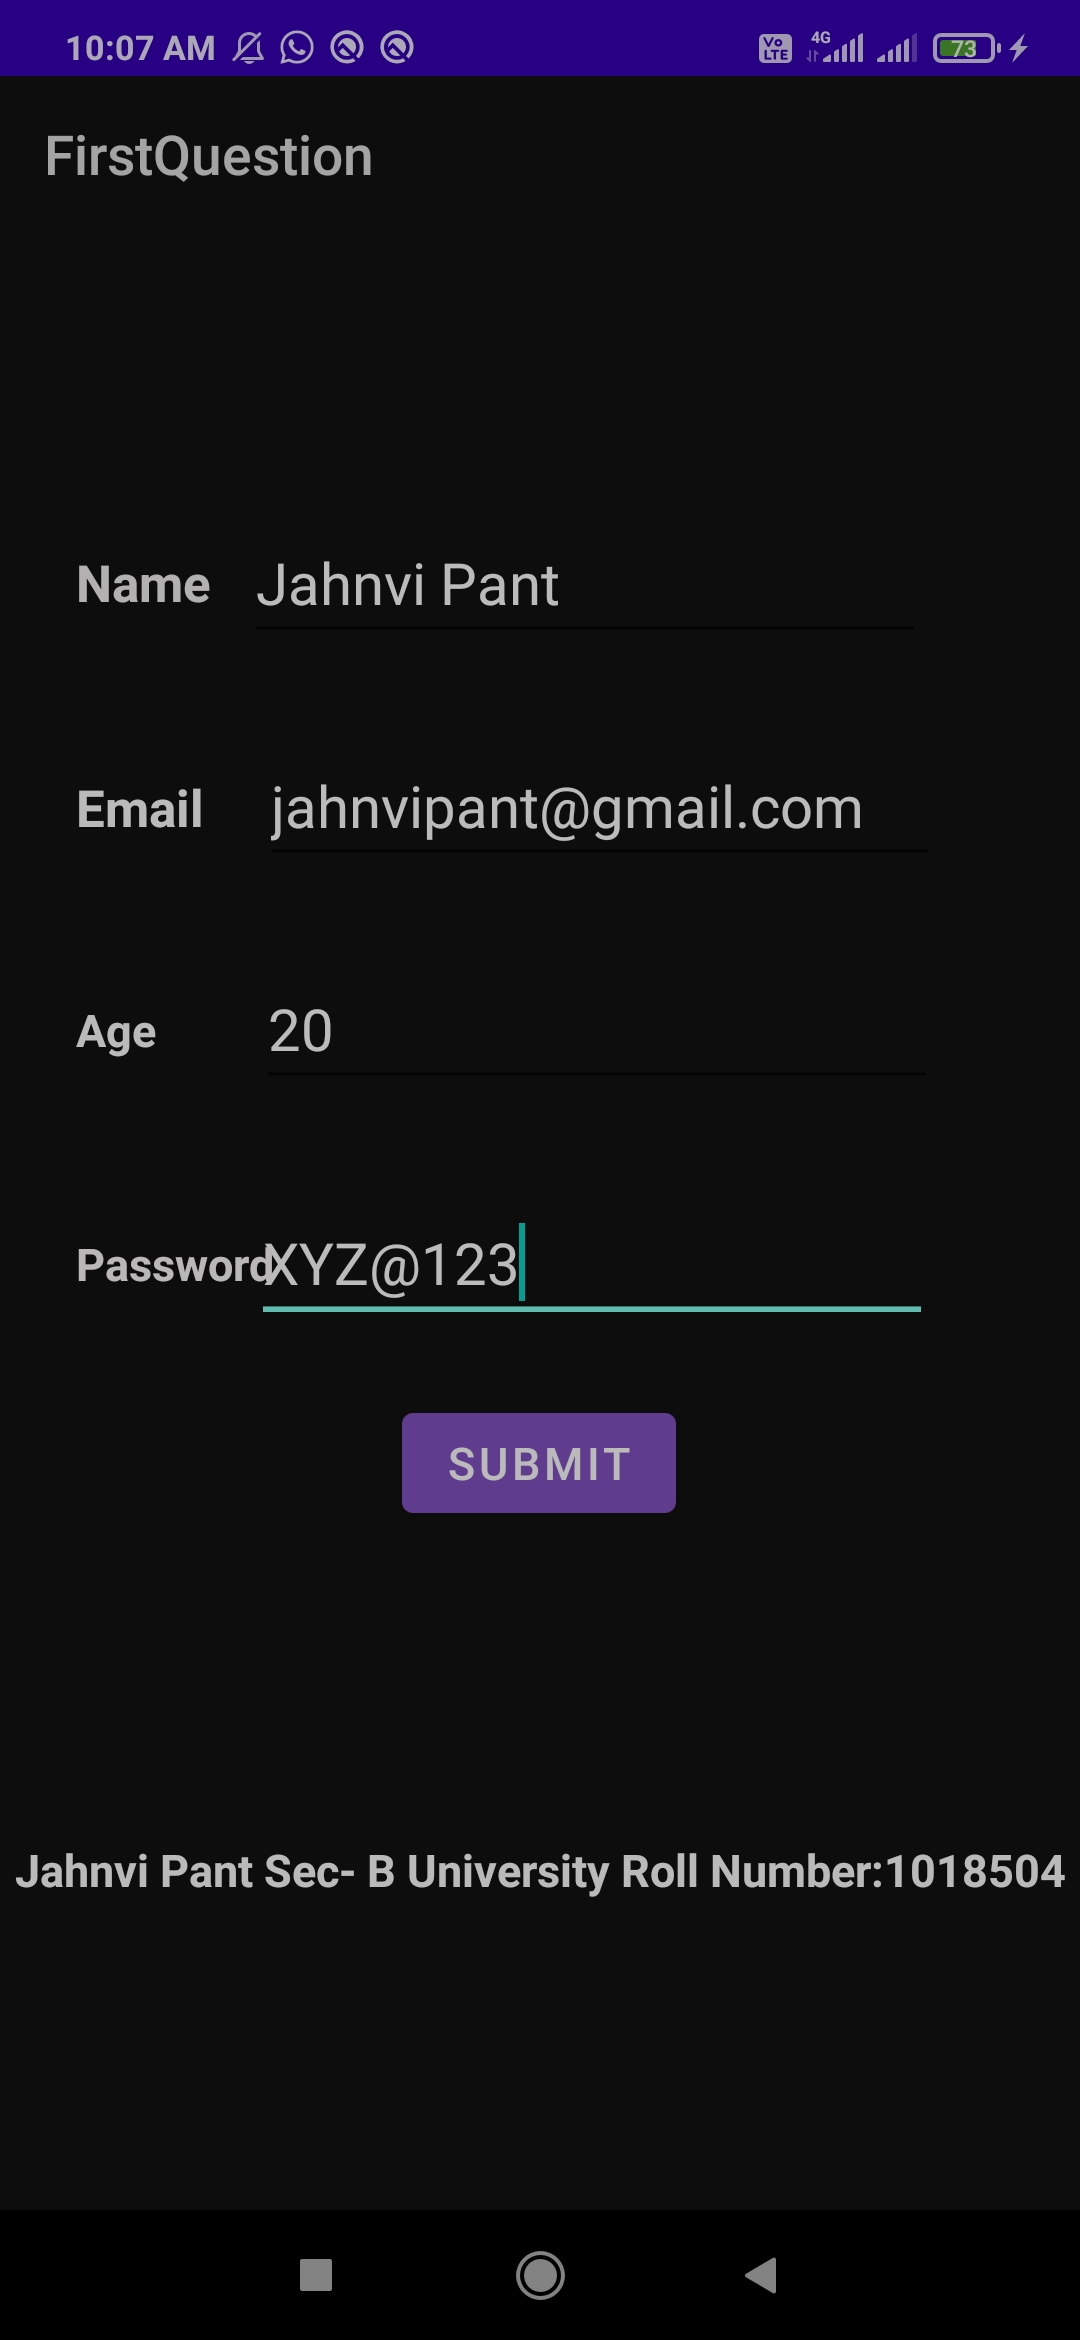 10:07 AM Vo LTE 4G 73
FirstQuestion
Name Jahnvi Pant
Email jahnvipant@gmail.com
Age 20
Password XYZ@123
SUBMIT
Jahnvi Pant Sec- B University Roll Number:1018504